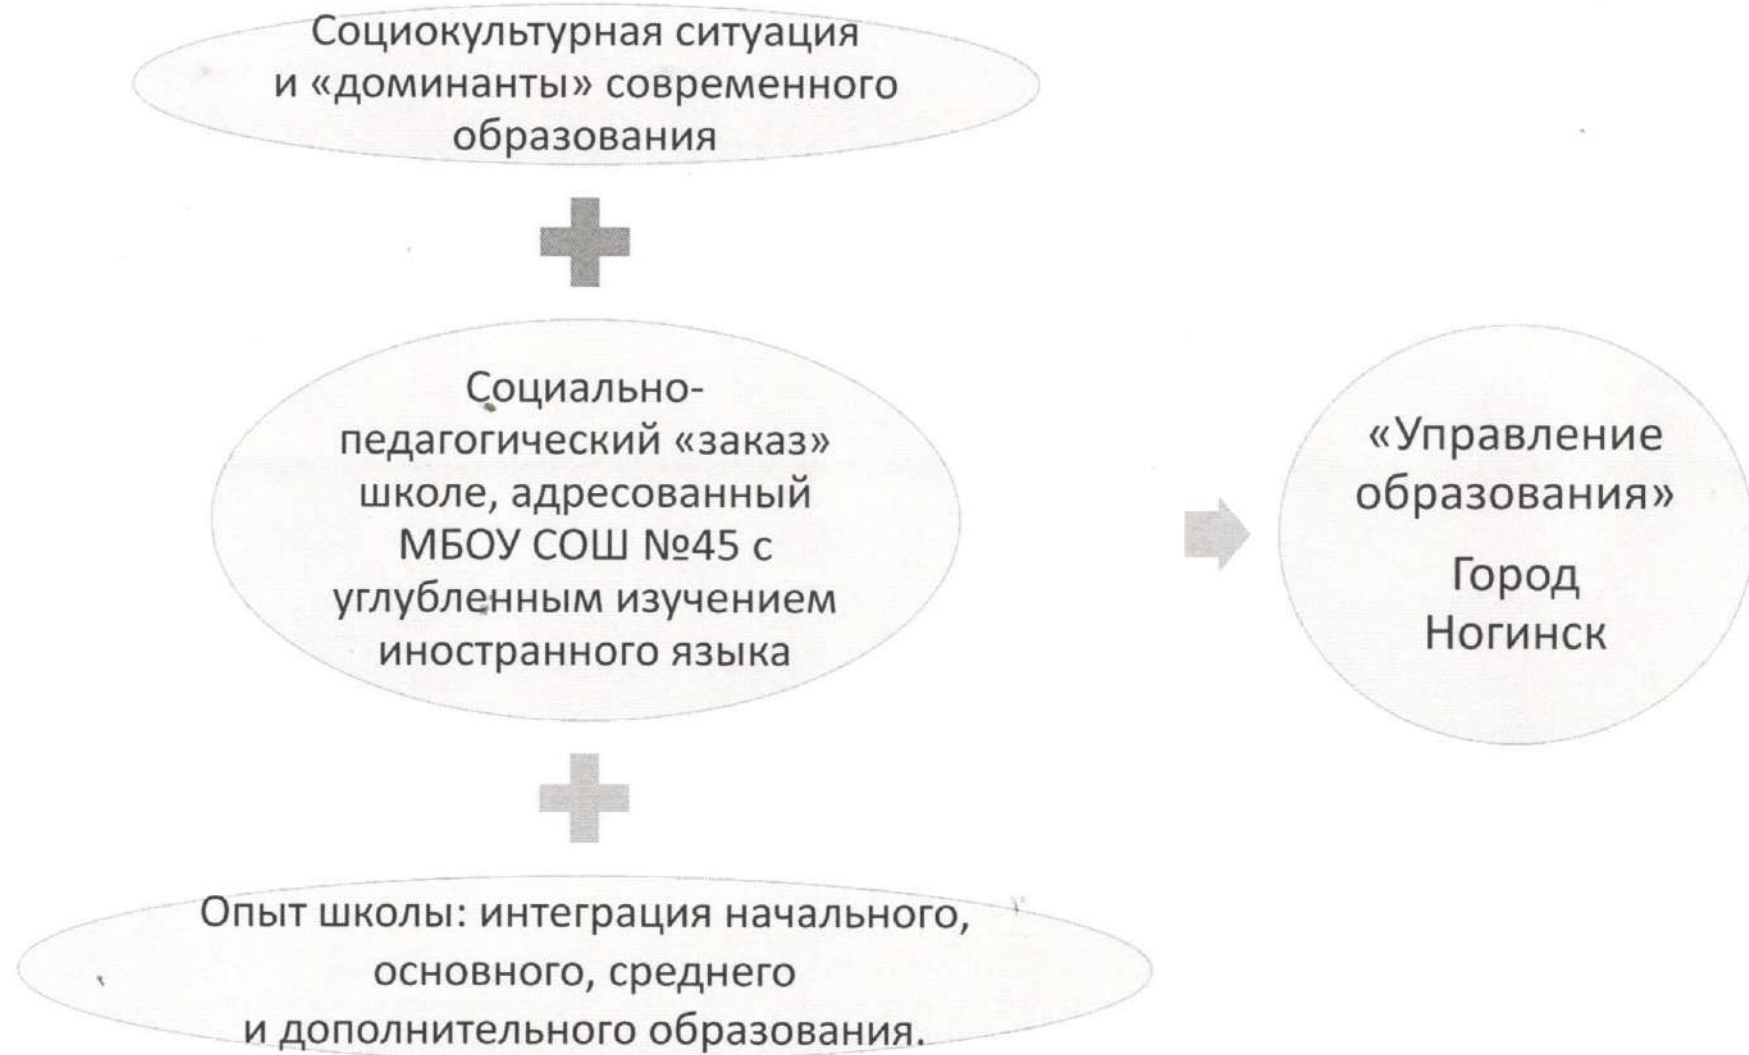 Социокультурная ситуация
и «доминанты» современного
образования
Социально-
педагогический «заказ»
школе, адресованный
МБОУ СОШ №45 с
углубленным изучением
иностранного языка
«Управление
образования»
Город
Ногинск
Опыт школы: интеграция начального,
основного, среднего
и дополнительного образования.